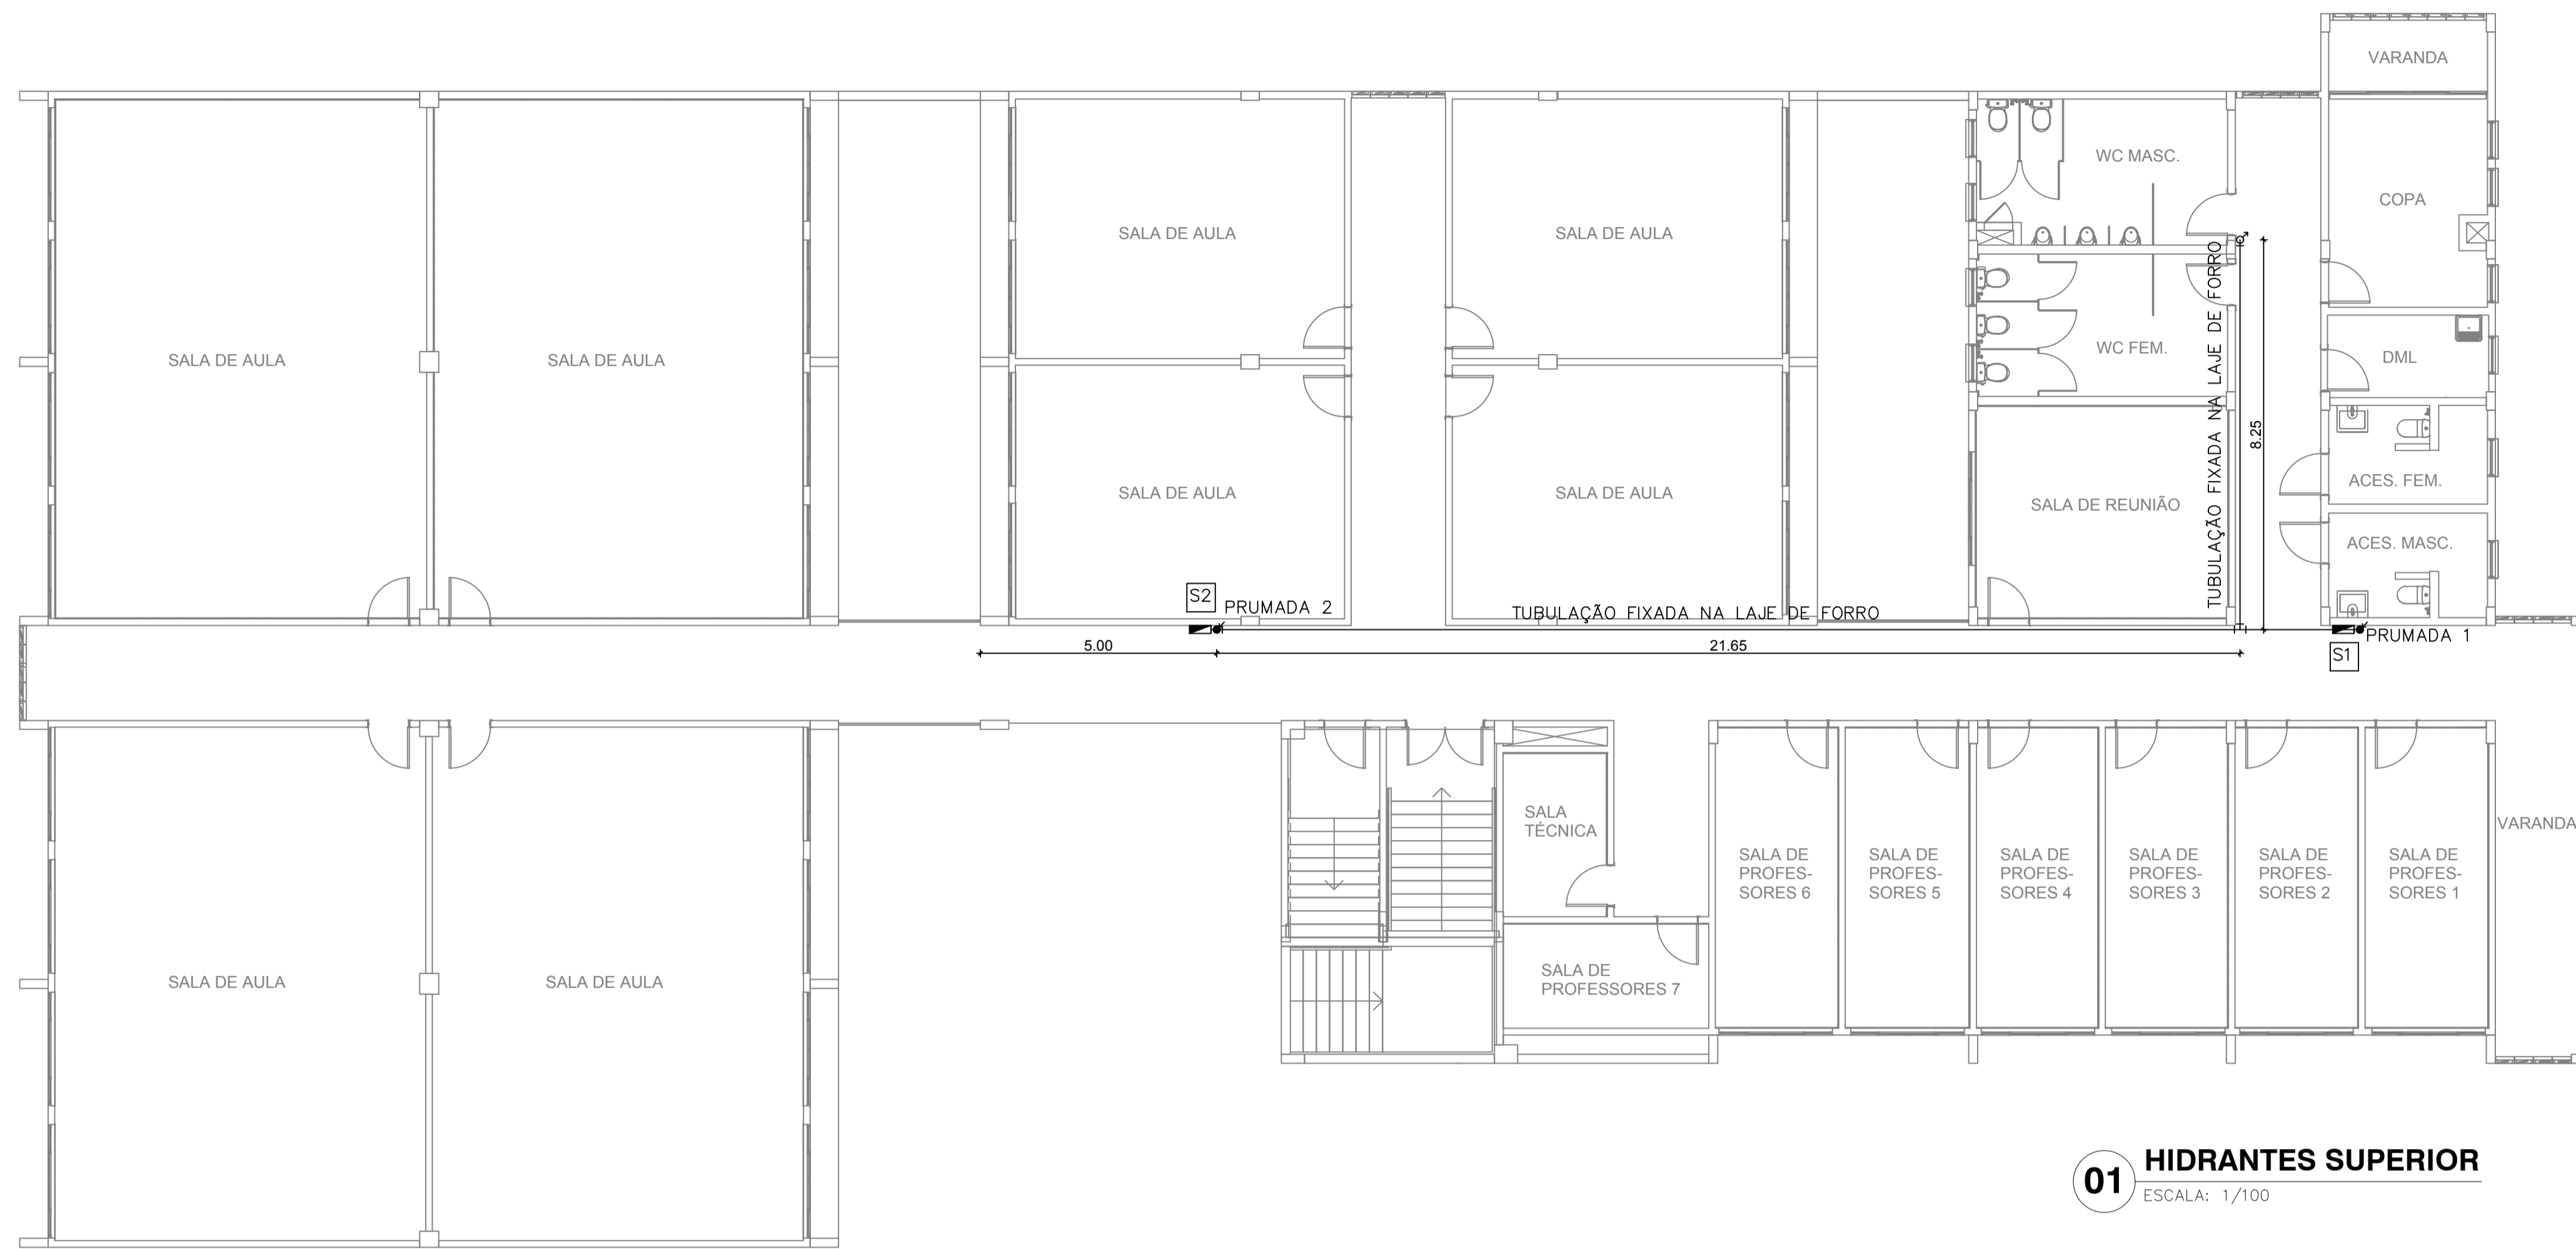 VARANDA
WC MASC.
COPA
SALA DE AULA
SALA DE AULA
SALA DE AULA
SALA DE AULA
WC FEM.
DML
TUBULAÇÃO FIXADA NA LAJE DE FORRO
8.25
SALA DE AULA
SALA DE AULA
SALA DE REUNIÃO
ACES. FEM.
ACES. MASC.
S2
PRUMADA 2
TUBULAÇÃO FIXADA NA LAJE DE FORRO
PRUMADA 1
S1
5.00
21.65
SALA
TÉCNICA
VARANDA
SALA DE
PROFES-
SORES 6
SALA DE
PROFES-
SORES 5
SALA DE
PROFES-
SORES 4
SALA DE
PROFES-
SORES 3
SALA DE
PROFES-
SORES 2
SALA DE
PROFES-
SORES 1
SALA DE AULA
SALA DE AULA
SALA DE
PROFESSORES 7
01
HIDRANTES SUPERIOR
ESCALA: 1/100